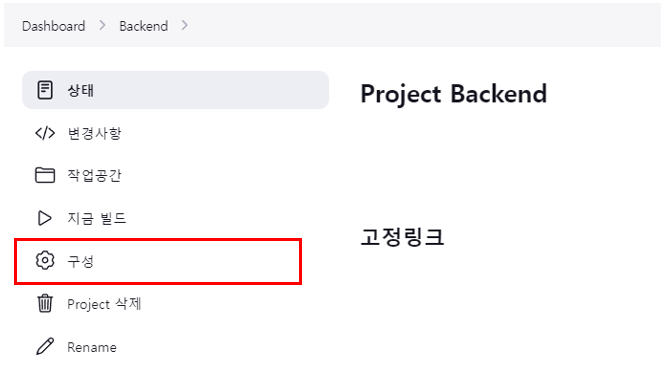 Dashboard > Backend >
상태
변경사항
작업공간
지금 빌드
구성
Project 삭제
Rename
Project Backend
고정링크